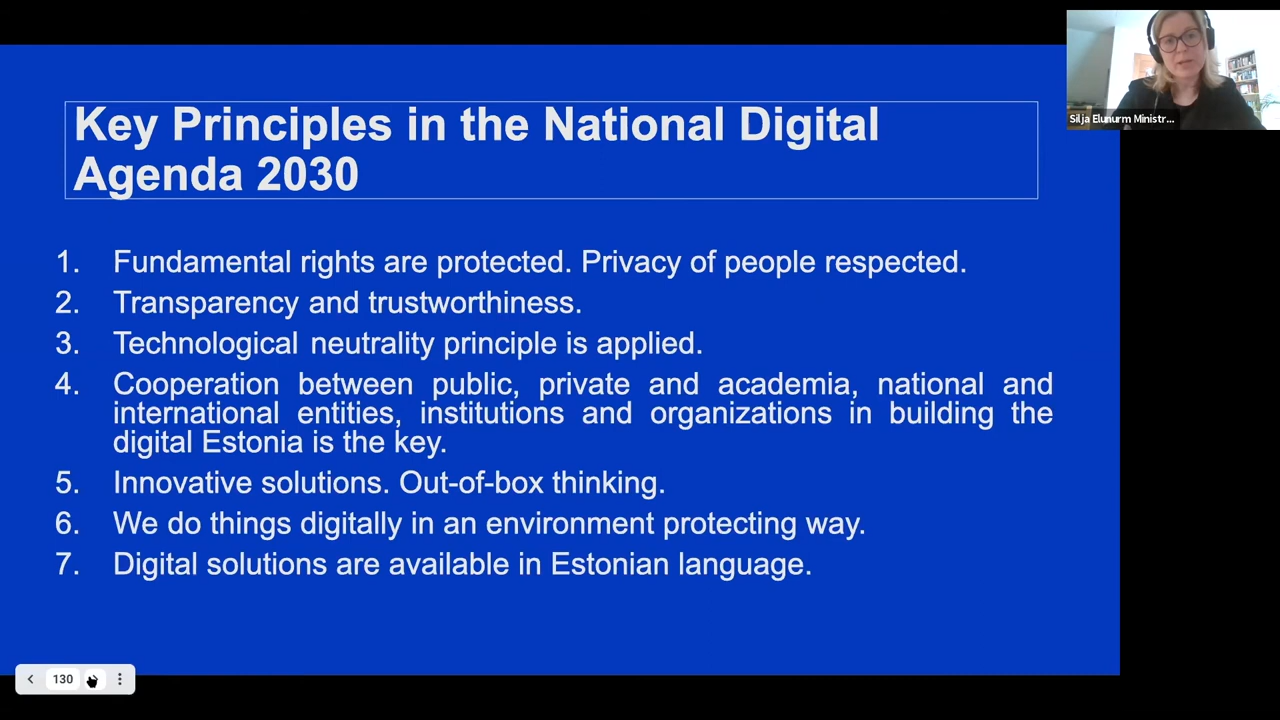 Key Principles in the National Digital
Agenda 2030
1. Fundamental rights are protected. Privacy of people respected.
2. Transparency and trustworthiness.
3. Technological neutrality principle is applied.
4. Cooperation between public, private and academia, national and
international entities, institutions and organizations in building the
digital Estonia is the key.
5. Innovative solutions. Out-of-box thinking.
6. We do things digitally in an environment protecting way.
7. Digital solutions are available in Estonian language.
Silja Elunurm Ministr...
130